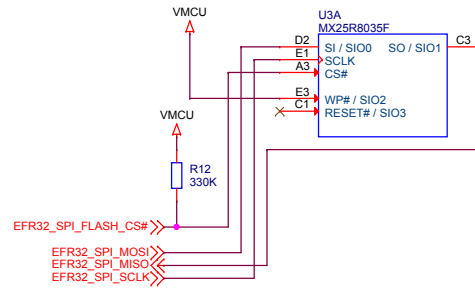 VMCU
U3A
MX25R8035F
D2
SI / SIO0
SO / SIO1
C3
E1
SCLK
A3
CS#
E3
WP# / SIO2
C1
RESET# / SIO3
VMCU
R12
330K
EFR32_SPI_FLASH_CS#
EFR32_SPI_MOSI
EFR32_SPI_MISO
EFR32_SPI_SCLK